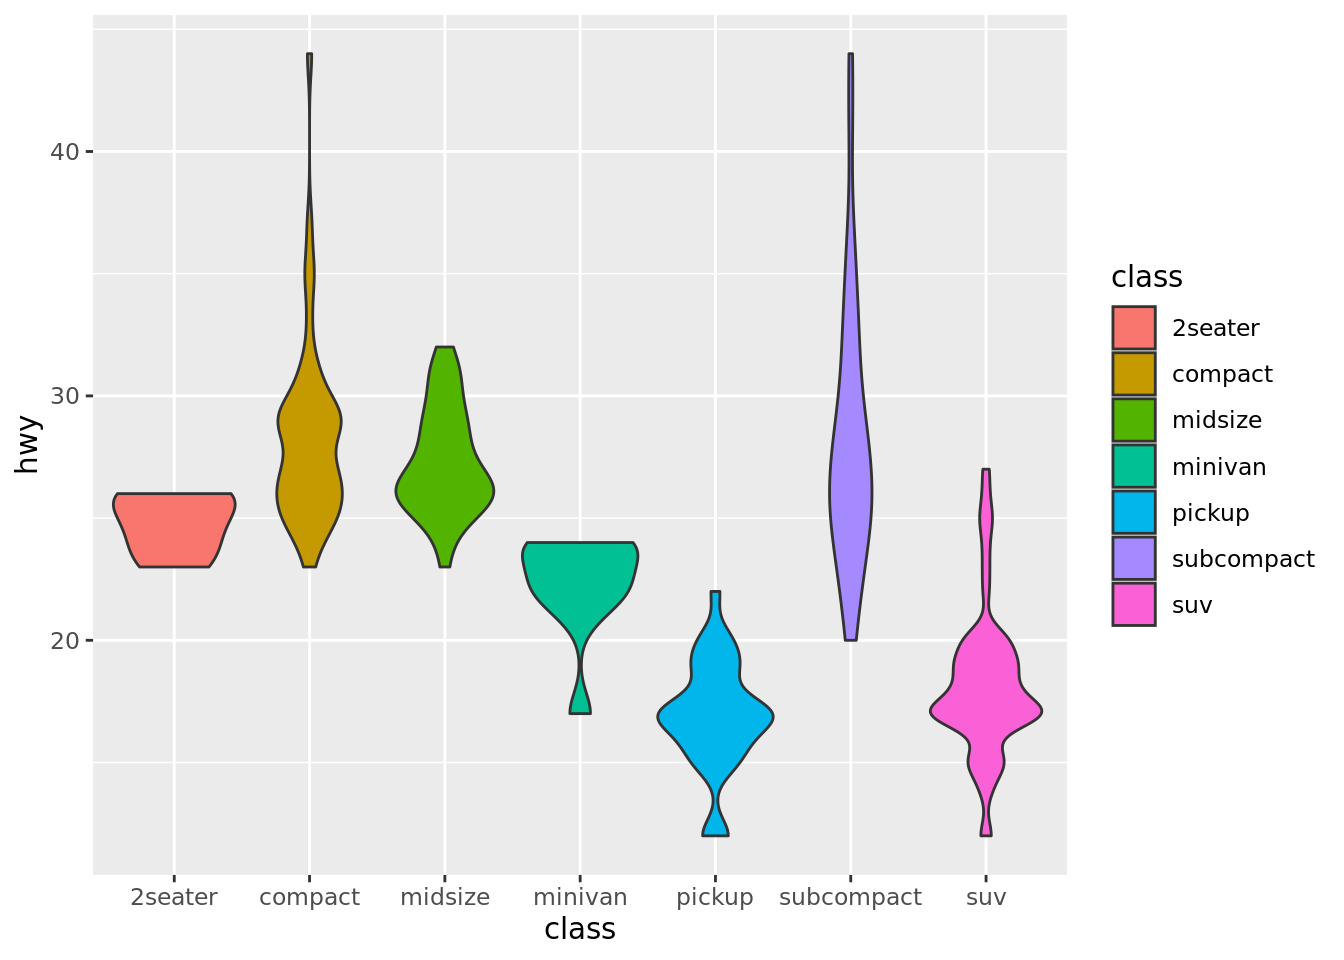 40
30
20
hwy
2seater compact midsize minivan pickup subcompact suv
class
class
2seater
compact
midsize
minivan
pickup
subcompact
suv